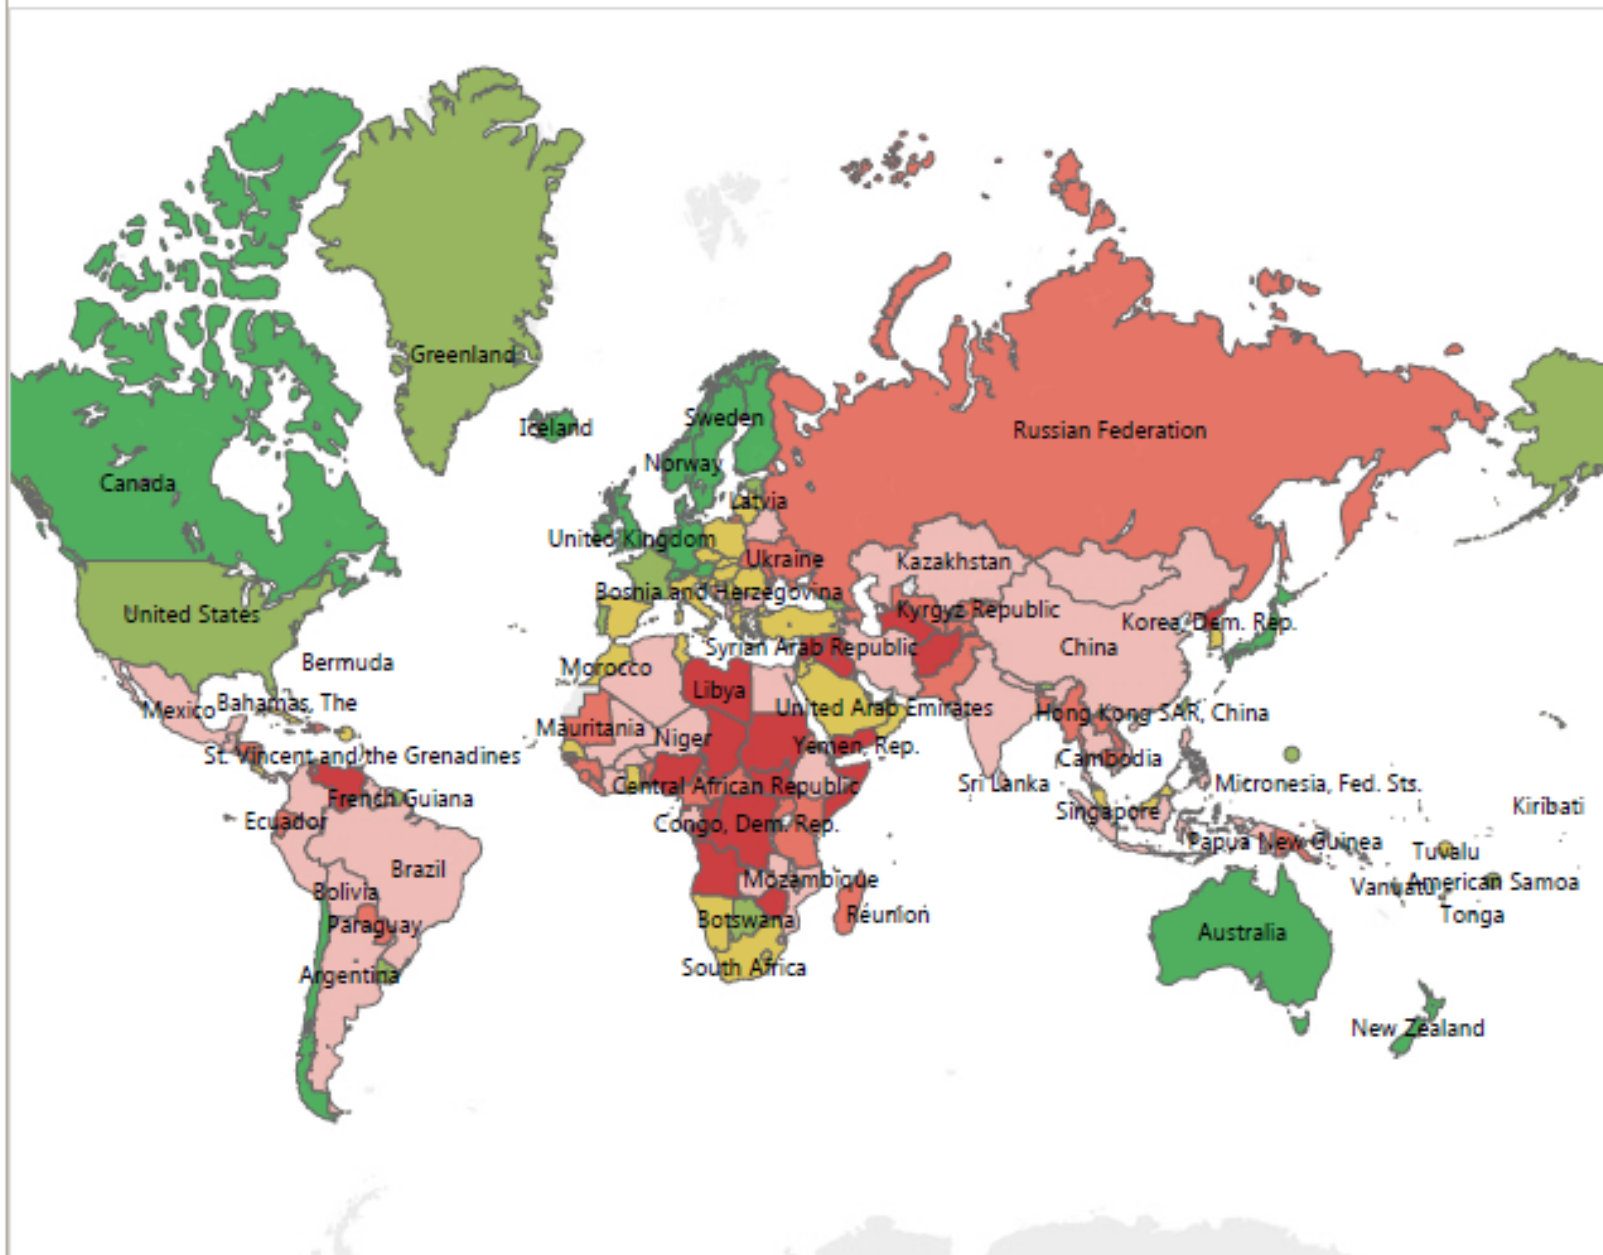 Greenland
Iceland
Sweden
Russian Federation
Norway
Canada
Latvia
United Kingdom
Ukraine
Kazakhstan
Bosnia and Herzegovina
United States
Kyrgyz Republic
Korea, Dem. Rep.
Syrian Arab Republic
China
Bermuda
Morocco
Libya
Bahamas, The
Mexico
United Arab Emirates
Hong Kong SAR, China
Mauritania
Niger
Yemen, Rep.
St. Vincent and the Grenadines
Cambodia
Central African Republic
Sri Lanka
Micronesia, Fed. Sts.
French Guiana
Kiribati
Singapore
Ecuador
Congo, Dem. Rep.
Papua New Guinea
Tuvalu
Brazil
Mozambique
Vanuatu
American Samoa
Bolivia
Réunion
Tonga
Botswana
Paraguay
Australia
South Africa
Argentina
New Zealand